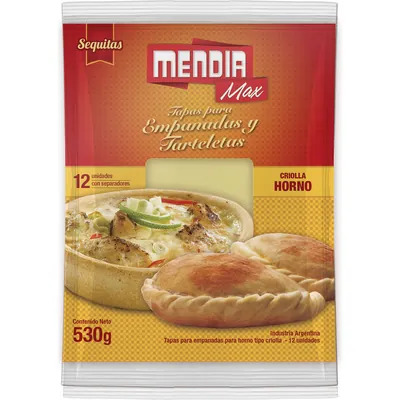 Sequitas
MENDIA
Max
Tapas para
Empanadas y
Tarteletas
12 unidades
con separadores
CRIOLLA
HORNO
Contenido Neto
530g
Industria Argentina
Tapas para empanadas para horno tipo criolla - 12 unidades